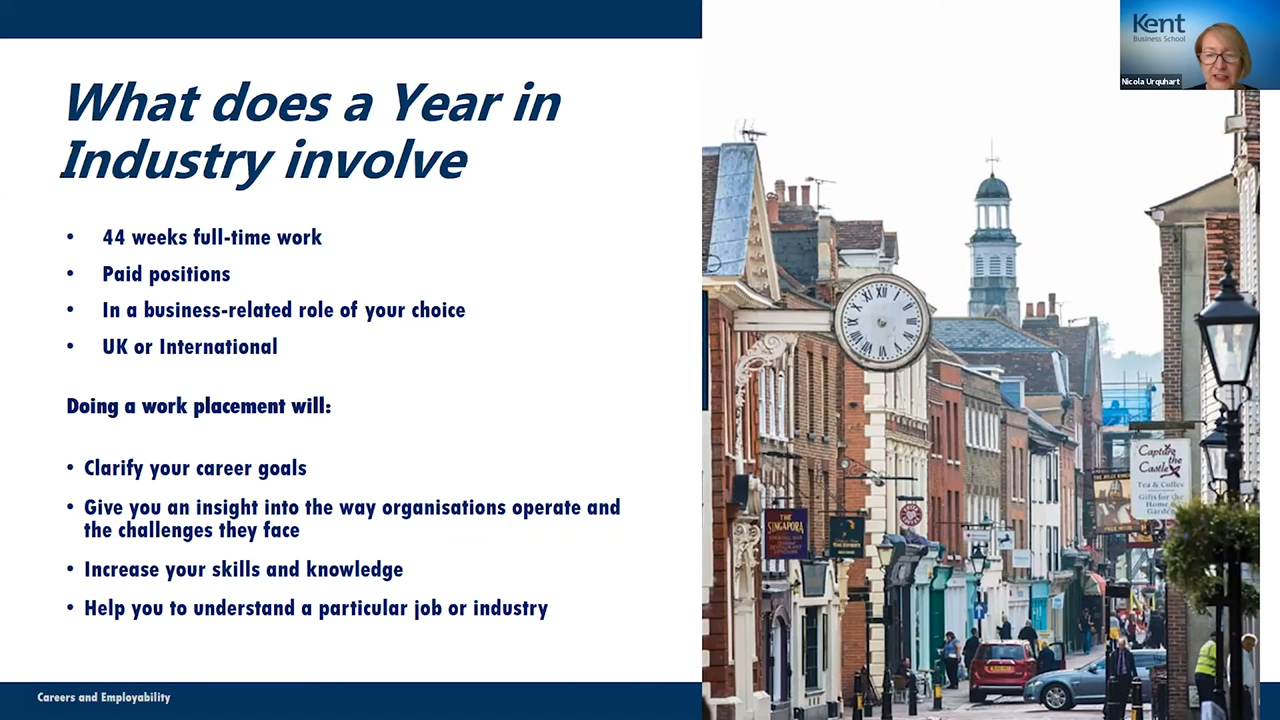 What does a Year in
Industry involve
• 44 weeks full-time work
• Paid positions
• In a business-related role of your choice
• UK or International
Doing a work placement will:
• Clarify your career goals
• Give you an insight into the way organisations operate and
the challenges they face
• Increase your skills and knowledge
• Help you to understand a particular job or industry
Careers and Employability
Kent
Business School
Nicola Urquhart
Capture
the
Castle
Tea & Coffee
Gifts for the
Home &
Garden
THE
SINGAPORA